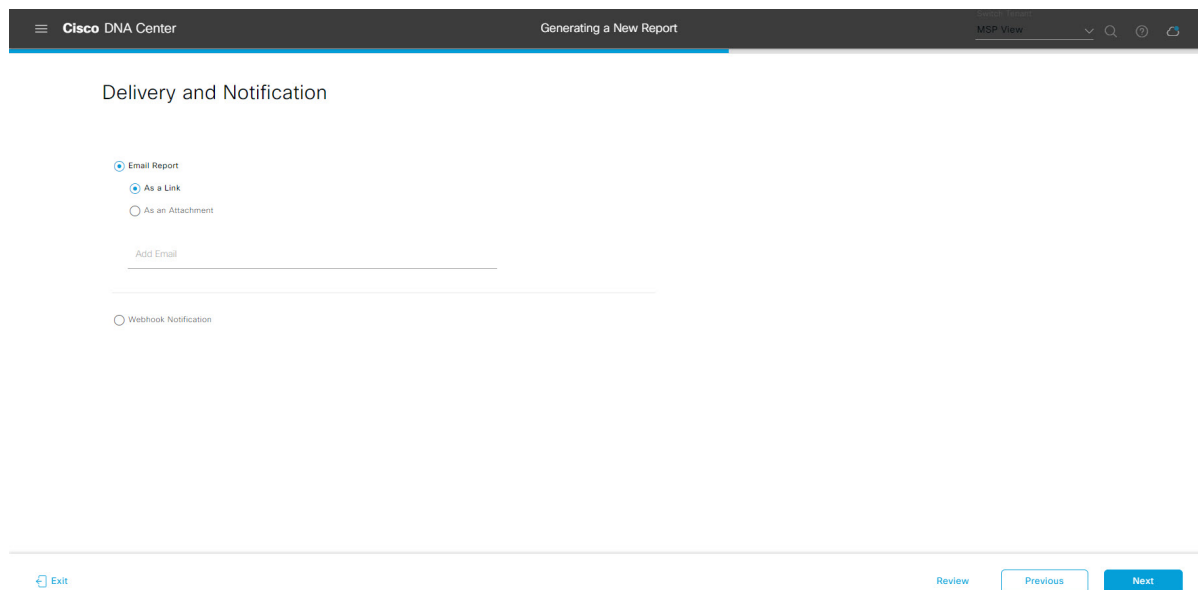 Cisco DNA Center
Generating a New Report
MSP View
Delivery and Notification
Email Report
As a Link
As an Attachment
Add Email
Webhook Notification
Exit
Review
Previous
Next